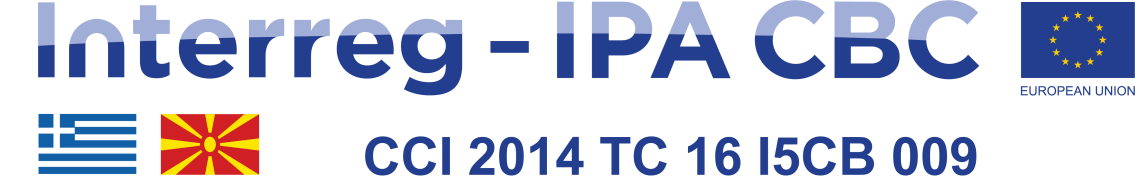 Interreg - IPA CBC
EUROPEAN UNION
CCI 2014 TC 16 I5CB 009